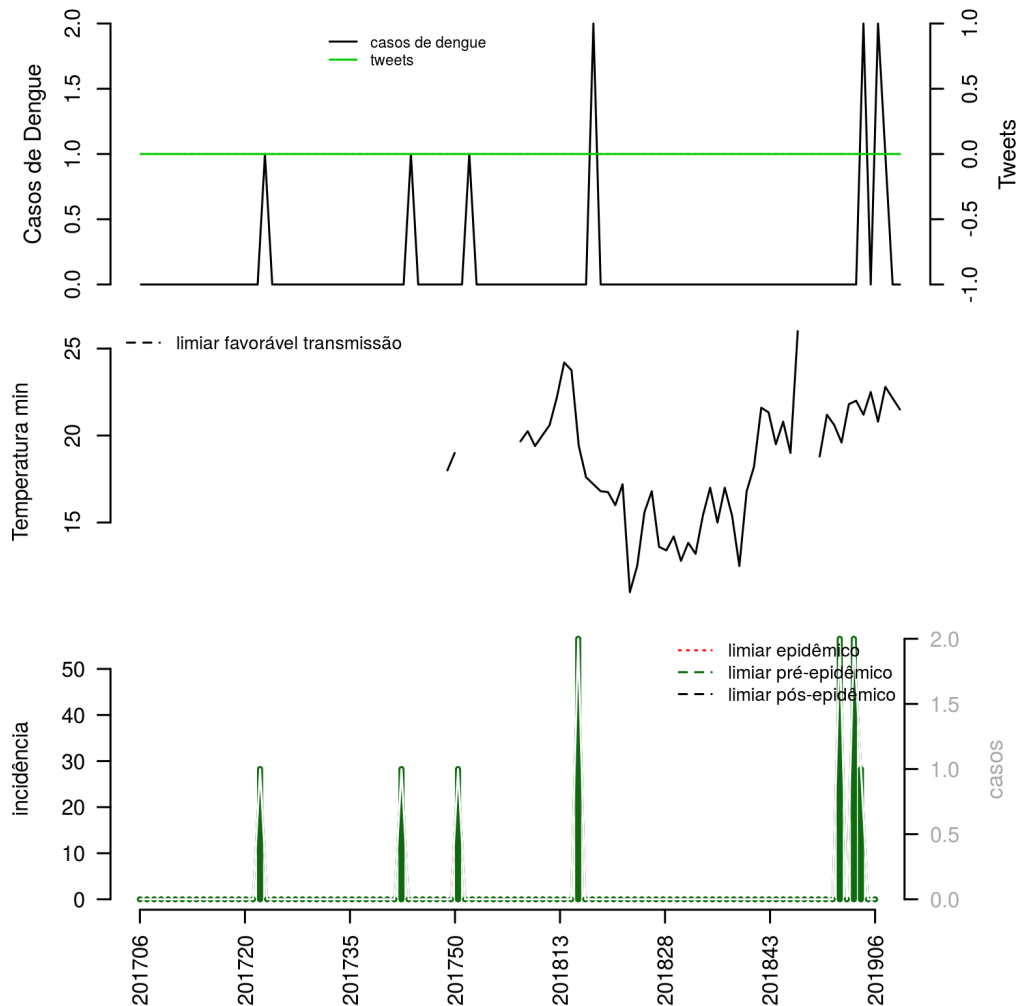 2.0
1.5
1.0
0.5
0.0
Casos de Dengue
casos de dengue
tweets
1.0
0.5
0.0
-0.5
-1.0
Tweets
limiar favorável transmissão
25
20
15
Temperatura min
50
40
30
20
10
0
incidência
limiar epidêmico
limiar pré-epidêmico
limiar pós-epidêmico
2.0
1.5
1.0
0.5
0.0
casos
201706
201720
201735
201750
201813
201828
201843
201906